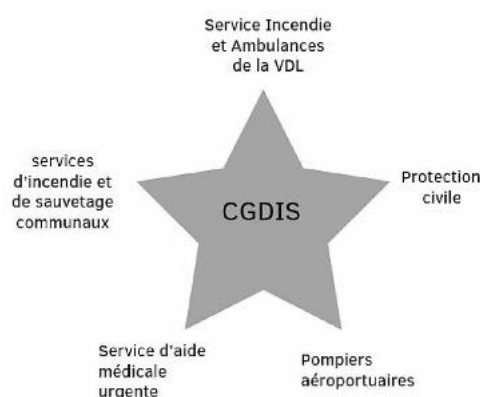 Service Incendie
et Ambulances
de la VDL
services
d'incendie et
de sauvetage
communaux
CGDIS
Protection
civile
Service d'aide
médicale
urgente
Pompiers
aéroportuaires